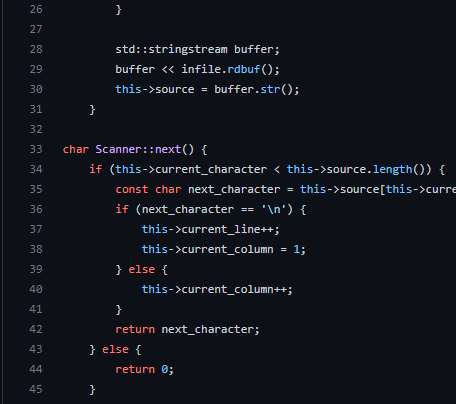 26         }
27
28         std::stringstream buffer;
29         buffer << infile.rdbuf();
30         this->source = buffer.str();
31     }
32
33 char Scanner::next() {
34     if (this->current_character < this->source.length()) {
35         const char next_character = this->source[this->curre
36         if (next_character == '\n') {
37             this->current_line++;
38             this->current_column = 1;
39         } else {
40             this->current_column++;
41         }
42         return next_character;
43     } else {
44         return 0;
45     }